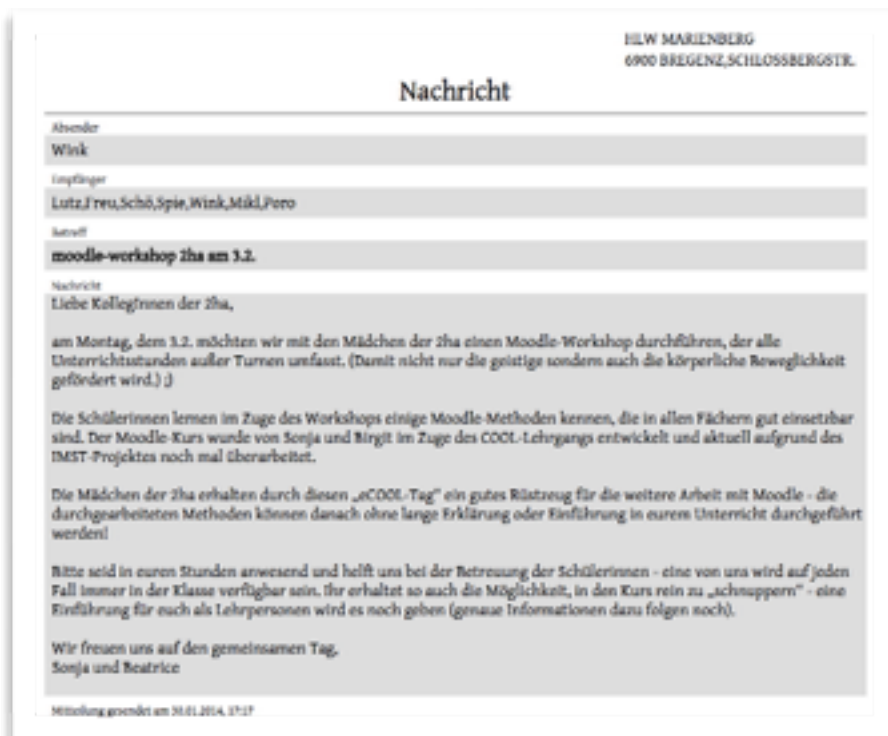 HLW MARIENBERG
6900 BREGENZ,SCHLOSSBERGSTR.
Nachricht
Absender
Wink
Empfänger
Lutz,Freu,Schö,Spie,Wink,Mikl,Poro
Betreff
moodle-workshop 2ha am 3.2.
Nachricht
Liebe KollegInnen der 2ha,
am Montag, dem 3.2. möchten wir mit den Mädchen der 2ha einen Moodle-Workshop durchführen, der alle
Unterrichtsstunden außer Turnen umfasst. (Damit nicht nur die geistige sondern auch die körperliche Beweglichkeit
gefördert wird.) ;)
Die Schülerinnen lernen im Zuge des Workshops einige Moodle-Methoden kennen, die in allen Fächern gut einsetzbar
sind. Der Moodle-Kurs wurde von Sonja und Birgit im Zuge des COOL-Lehrgangs entwickelt und aktuell aufgrund des
IMST-Projektes noch mal überarbeitet.
Die Mädchen der 2ha erhalten durch diesen „eCOOL-Tag“ ein gutes Rüstzeug für die weitere Arbeit mit Moodle - die
durchgearbeiteten Methoden können danach ohne lange Erklärung oder Einführung in eurem Unterricht durchgeführt
werden!
Bitte seid in euren Stunden anwesend und helft uns bei der Betreuung der Schülerinnen - eine von uns wird auf jeden
Fall immer in der Klasse verfügbar sein. Ihr erhaltet so auch die Möglichkeit, in den Kurs rein zu „schnuppern“ - eine
Einführung für euch als Lehrpersonen wird es noch geben (genaue Informationen dazu folgen noch).
Wir freuen uns auf den gemeinsamen Tag,
Sonja und Beatrice
Mitteilung gesendet am 30.01.2014, 17:17